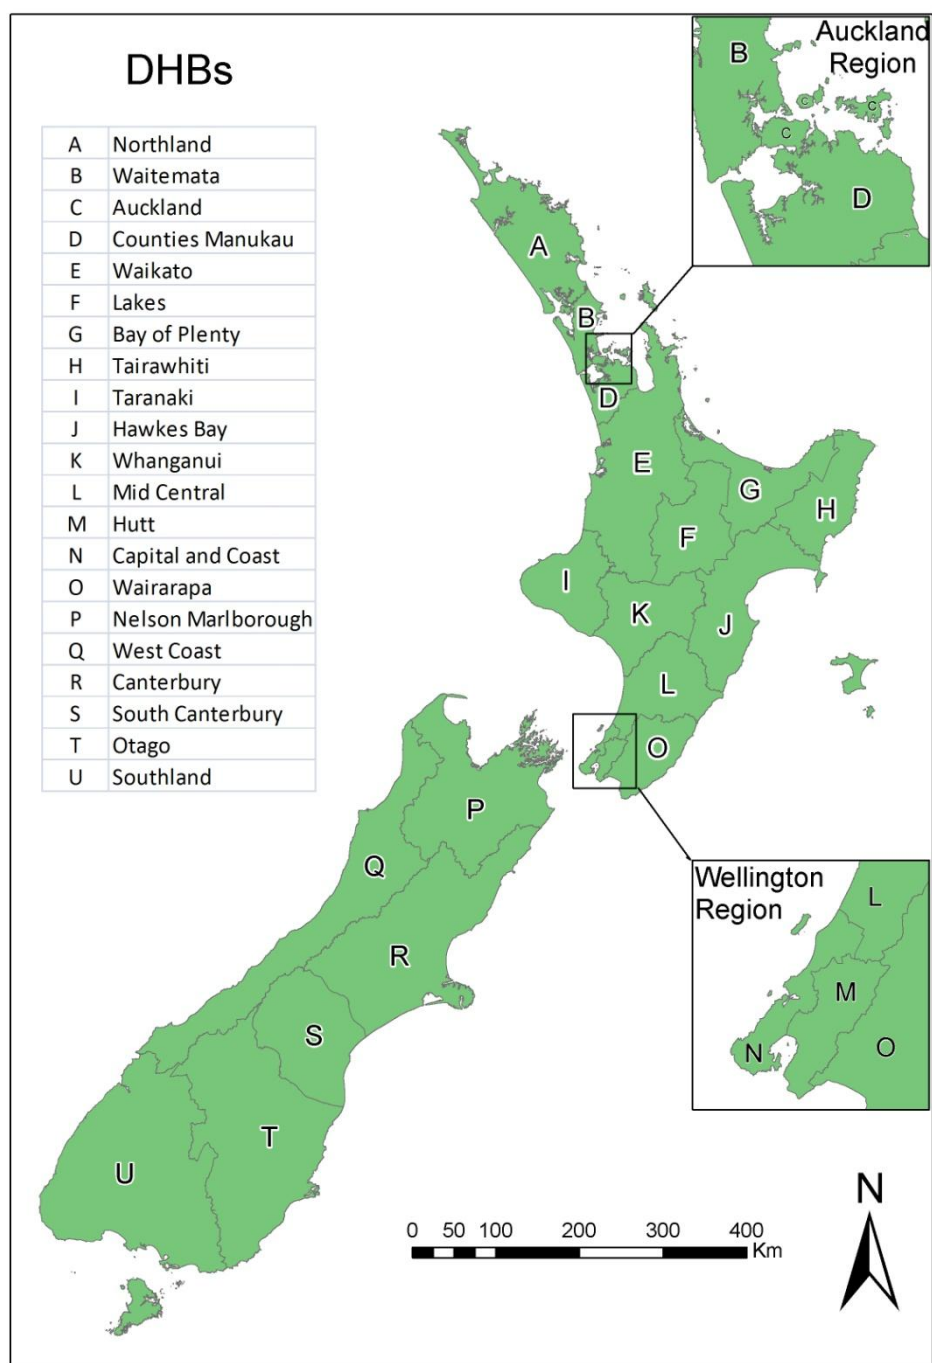 DHBs
A Northland
B Waitemata
C Auckland
D Counties Manukau
E Waikato
F Lakes
G Bay of Plenty
H Tairawhiti
I Taranaki
J Hawkes Bay
K Whanganui
L Mid Central
M Hutt
N Capital and Coast
O Wairarapa
P Nelson Marlborough
Q West Coast
R Canterbury
S South Canterbury
T Otago
U Southland
Auckland
Region
B
C
C
C
D
A
B
D
E
G
H
F
I
K
J
L
O
P
Q
R
S
T
U
Wellington
Region
L
M
N
O
N
0 50 100 200 300 400
Km